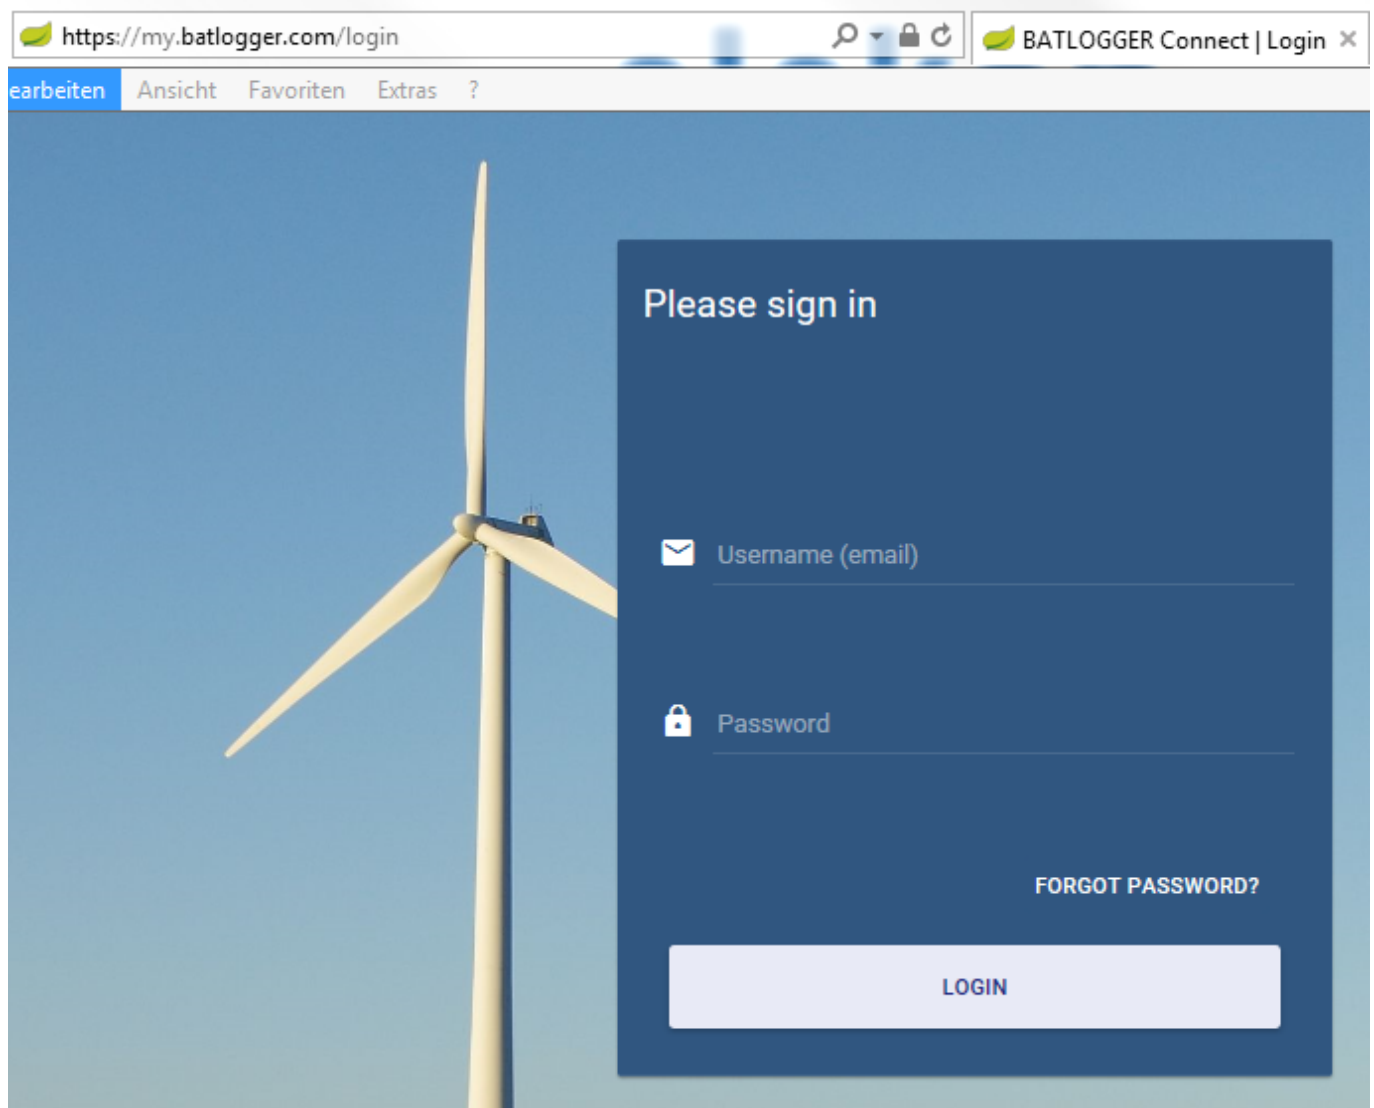 https://my.batlogger.com/login
BATLOGGER Connect | Login
earbeiten Ansicht Favoriten Extras ?
Please sign in
Username (email)
Password
FORGOT PASSWORD?
LOGIN